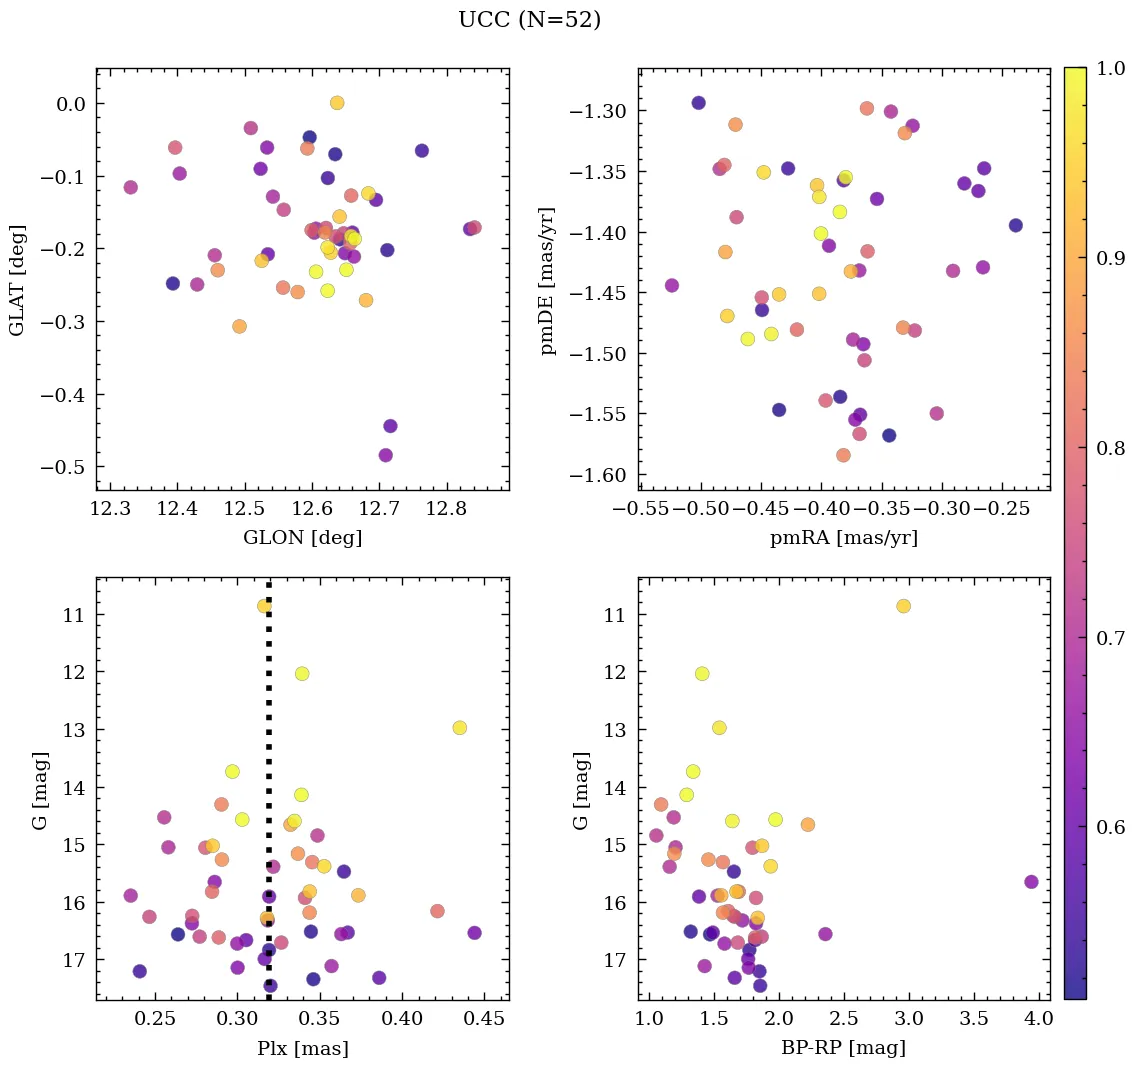 UCC (N=52)
0.0
−0.1
−0.2
−0.3
−0.4
−0.5
GLAT [deg]
12.3 12.4 12.5 12.6 12.7 12.8
GLON [deg]
−1.30
−1.35
−1.40
−1.45
−1.50
−1.55
−1.60
pmDE [mas/yr]
−0.55 −0.50 −0.45 −0.40 −0.35 −0.30 −0.25
pmRA [mas/yr]
11
12
13
14
15
16
17
G [mag]
0.25 0.30 0.35 0.40 0.45
Plx [mas]
11
12
13
14
15
16
17
G [mag]
1.0 1.5 2.0 2.5 3.0 3.5 4.0
BP-RP [mag]
1.0
0.9
0.8
0.7
0.6